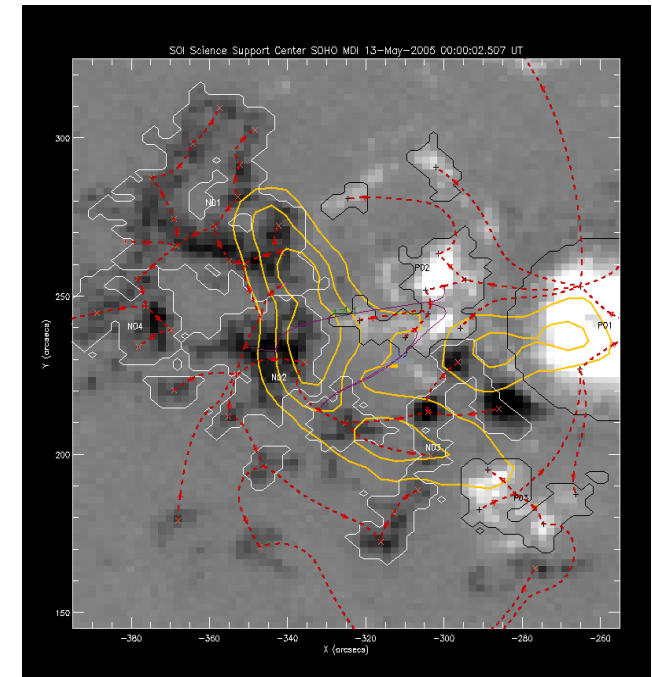 SOI Science Support Center SOHO MDI 13-May-2005 00:00:02.507 UT
300
250
200
150
Y (arcsecs)
N01
P02
P01
N04
N02
N03
P03
-380
-360
-340
-320
-300
-280
-260
X (arcsecs)